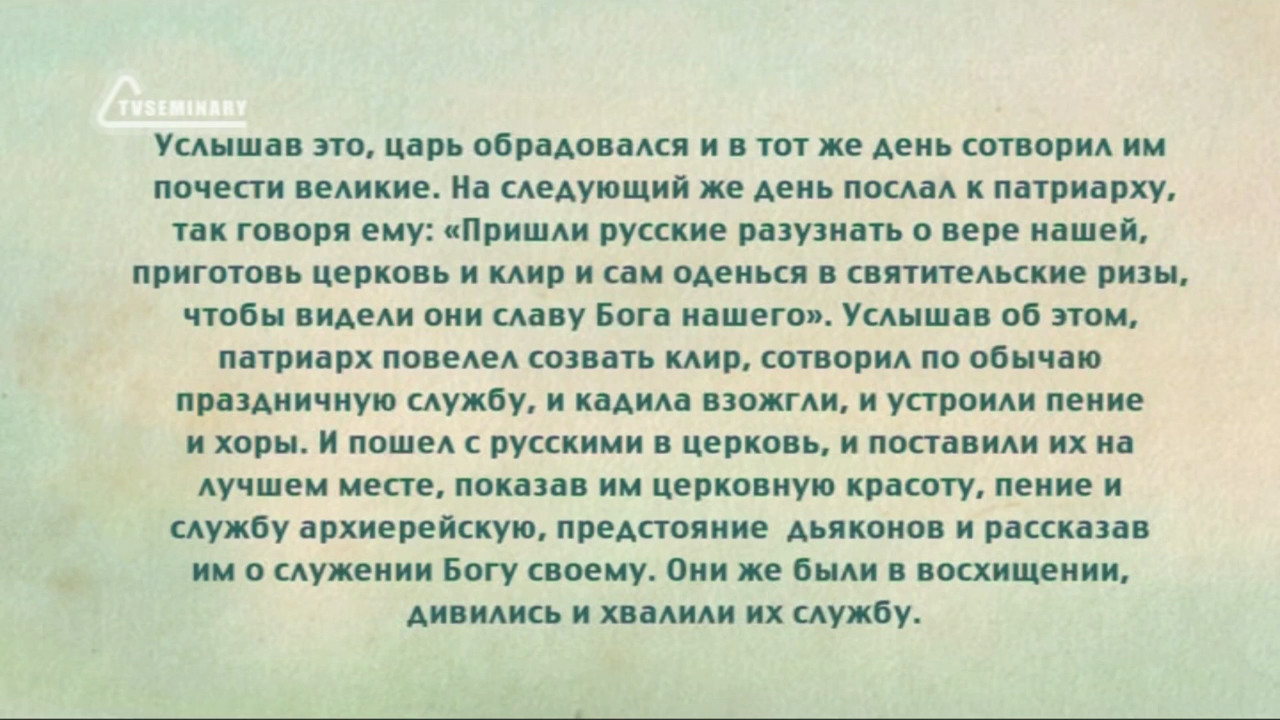 TVSEMINARY
Услышав это, царь обрадовался и в тот же день сотворил им
почести великие. На следующий же день послал к патриарху,
так говоря ему: «Пришли русские разузнать о вере нашей,
приготовь церковь и клир и сам оденься в святительские ризы,
чтобы видели они славу Бога нашего». Услышав об этом,
патриарх повелел созвать клир, сотворил по обычаю
праздничную службу, и кадила взожгли, и устроили пение
и хоры. И пошел с русскими в церковь, и поставили их на
лучшем месте, показав им церковную красоту, пение и
службу архиерейскую, предстояние дьяконов и рассказав
им о служении Богу своему. Они же были в восхищении,
дивились и хвалили их службу.